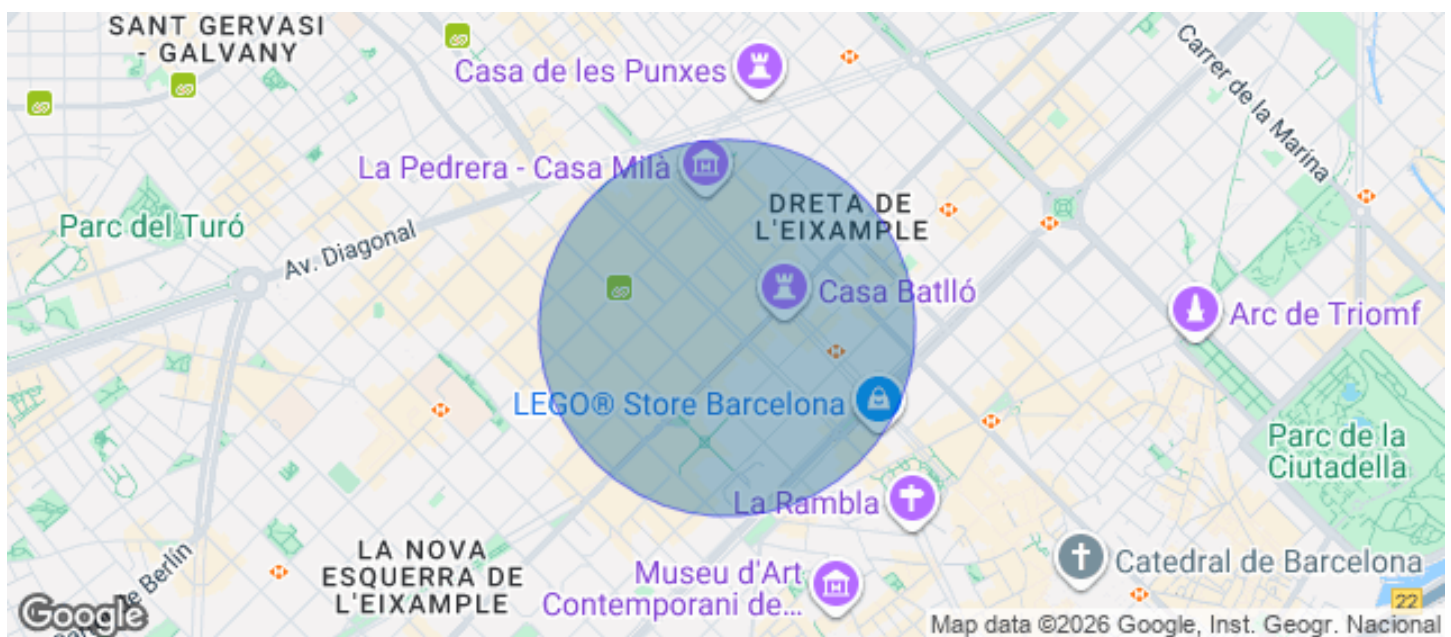 SANT GERVASI
- GALVANY
Casa de les Punxes
Carrer de la Marina
La Pedrera - Casa Milà
DRETA DE
L'EIXAMPLE
Parc del Turó
Av. Diagonal
Casa Batlló
Arc de Triomf
LEGO® Store Barcelona
Parc de la
Ciutadella
La Rambla
LA NOVA
ESQUERRA DE
L'EIXAMPLE
Museu d'Art
Contemporani de...
Catedral de Barcelona
de Berlín
22
Google
Map data ©2026 Google, Inst. Geogr. Nacional